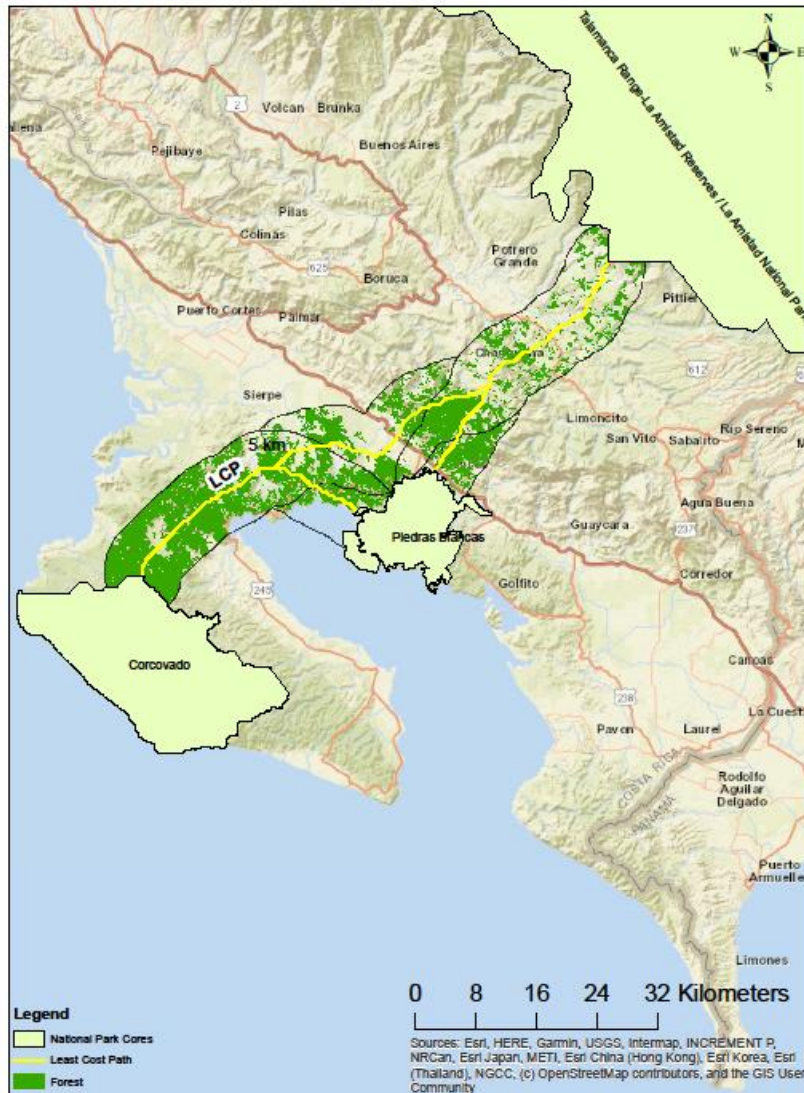 N
W E
S
Talamanca Range-La Amistad Reserves / La Amistad National Park
2
Volcan Brunka
Buenos Aires
Pejibaye
Pilas
Colinas
625
Boruca
Potrero
Grande
Puerto Cortes
Palmar
Pittier
612
Sierpe
Limoncito
San Vito Sabalito
Rio Sereno
5 km
LCP
Agua Buena
237
Guaycara
Piedras Blancas
Corredor
Golfito
245
Corcovado
Canoas
238
La Cuest
Pavon
Laurel
COSTA RICA
PANAMÁ
Rodolfo
Aguilar
Delgado
Puerto
Armuelle
Limones
Legend
National Park Cores
Least Cost Path
Forest
0 8 16 24 32 Kilometers
Sources: Esri, HERE, Garmin, USGS, Intermap, INCREMENT P,
NRCan, Esri Japan, METI, Esri China (Hong Kong), Esri Korea, Esri
(Thailand), NGCC, (c) OpenStreetMap contributors, and the GIS User
Community